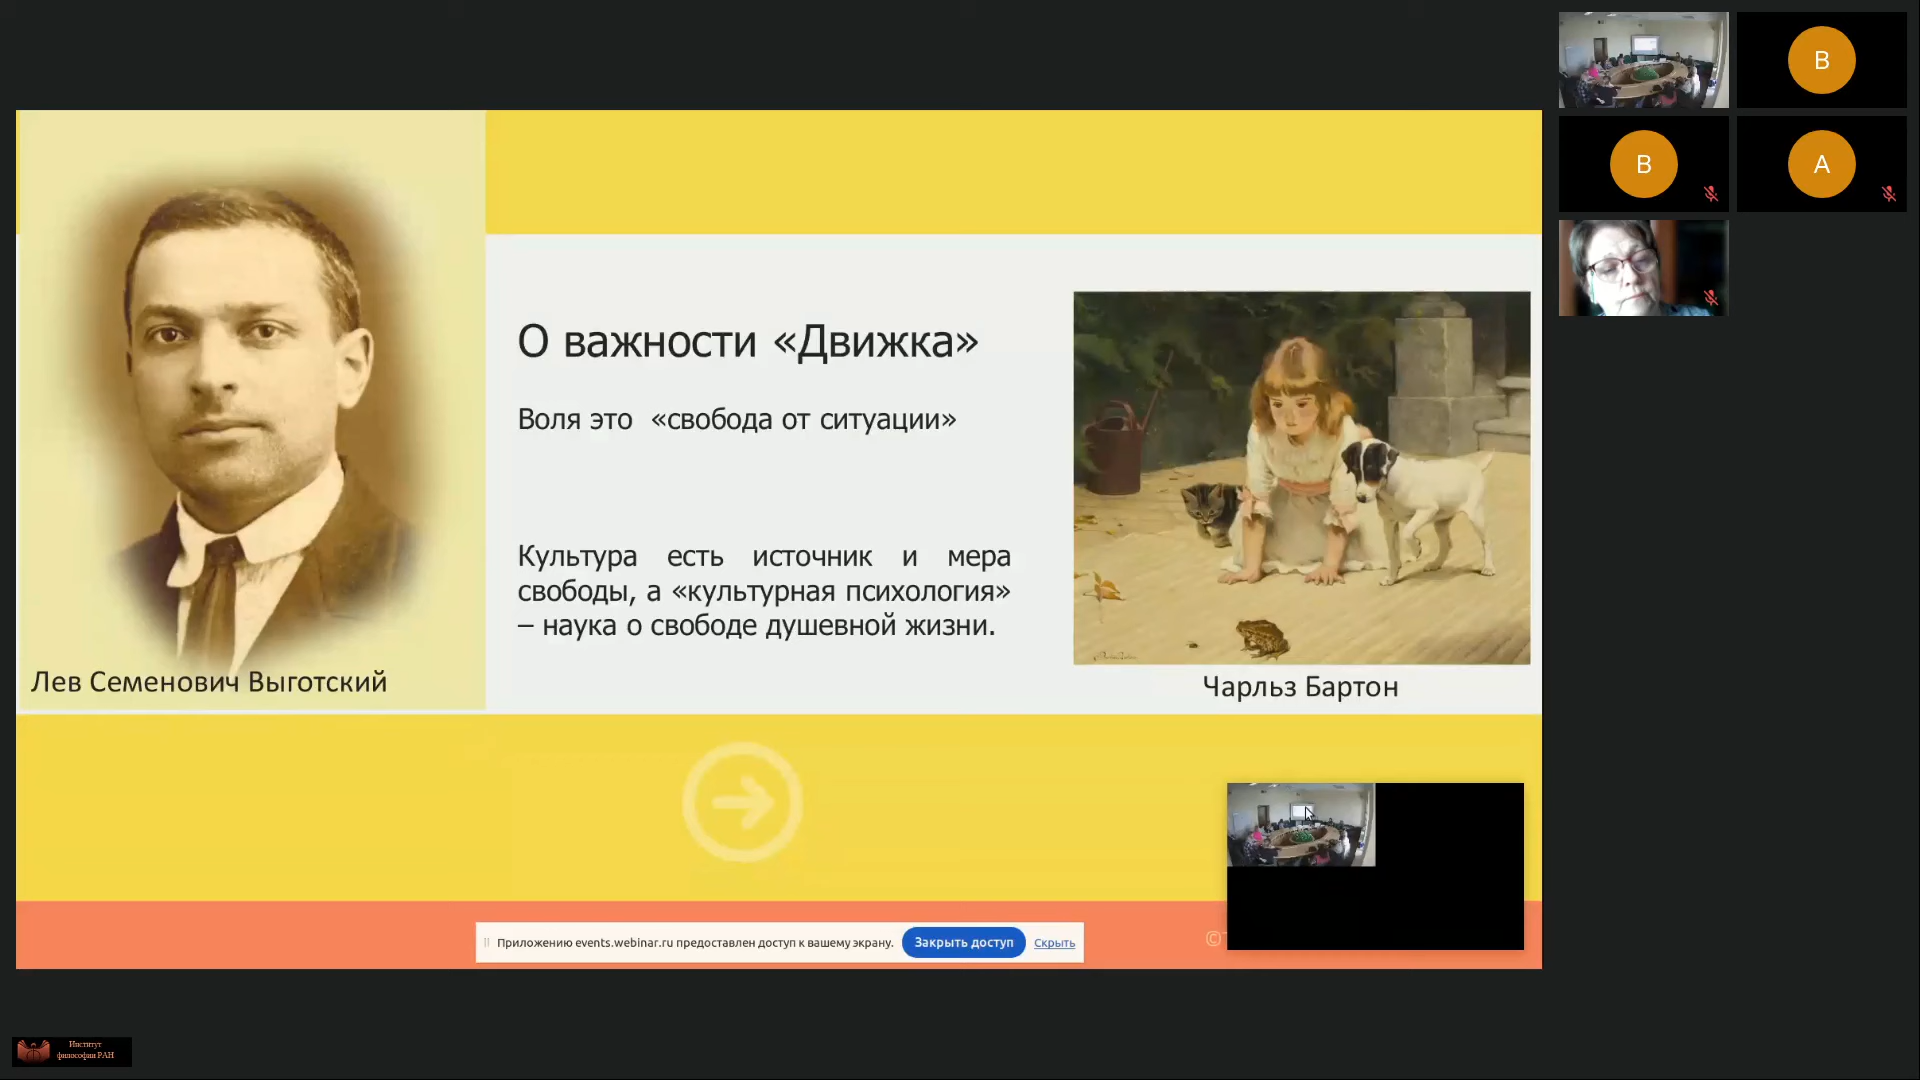 О важности «Движка»
Воля это «свобода от ситуации»
Культура есть источник и мера
свободы, а «культурная психология»
– наука о свободе душевной жизни.
Лев Семенович Выготский
Чарльз Бартон
Приложению events.webinar.ru предоставлен доступ к вашему экрану.
Закрыть доступ
Скрыть
©
B
B
A
Институт
философии РАН